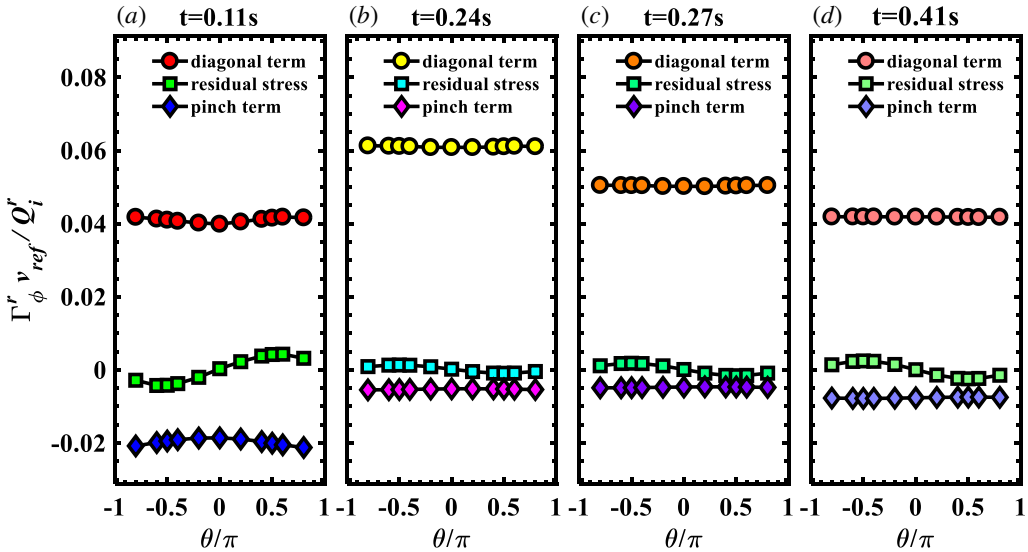 (a) t=0.11s (b) t=0.24s (c) t=0.27s (d) t=0.41s
diagonal term
residual stress
pinch term
diagonal term
residual stress
pinch term
diagonal term
residual stress
pinch term
diagonal term
residual stress
pinch term
0.08
0.06
0.04
0.02
0
-0.02
Γ^r_ϕ v_ref / Q^r_i
-1 -0.5 0 0.5 1
-1 -0.5 0 0.5 1
-1 -0.5 0 0.5 1
-1 -0.5 0 0.5 1
θ/π θ/π θ/π θ/π